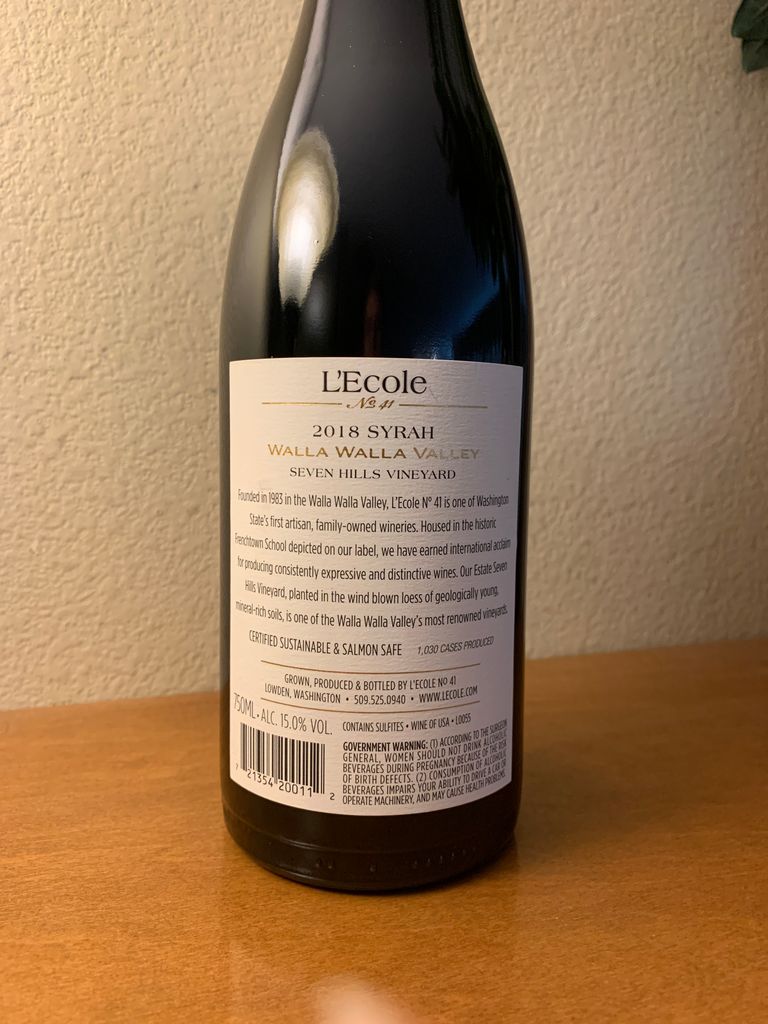 L'Ecole
Nº 41
2018 SYRAH
WALLA WALLA VALLEY
SEVEN HILLS VINEYARD
Founded in 1983 in the Walla Walla Valley, L'Ecole Nº 41 is one of Washington
State's first artisan, family-owned wineries. Housed in the historic
Frenchtown School depicted on our label, we have earned international acclaim
for producing consistently expressive and distinctive wines. Our Estate Seven
Hills Vineyard, planted in the wind blown loess of geologically young,
mineral-rich soils, is one of the Walla Walla Valley's most renowned vineyards.
CERTIFIED SUSTAINABLE & SALMON SAFE 1,030 CASES PRODUCED
GROWN, PRODUCED & BOTTLED BY L'ECOLE Nº 41
LOWDEN, WASHINGTON • 509.525.0940 • WWW.LECOLE.COM
750ML • ALC. 15.0% VOL.
CONTAINS SULFITES • WINE OF USA • L0055
GOVERNMENT WARNING: (1) ACCORDING TO THE SURGEON
GENERAL, WOMEN SHOULD NOT DRINK ALCOHOLIC
BEVERAGES DURING PREGNANCY BECAUSE OF THE RISK
OF BIRTH DEFECTS. (2) CONSUMPTION OF ALCOHOLIC
BEVERAGES IMPAIRS YOUR ABILITY TO DRIVE A CAR OR
OPERATE MACHINERY, AND MAY CAUSE HEALTH PROBLEMS.
7 21354 20011 2